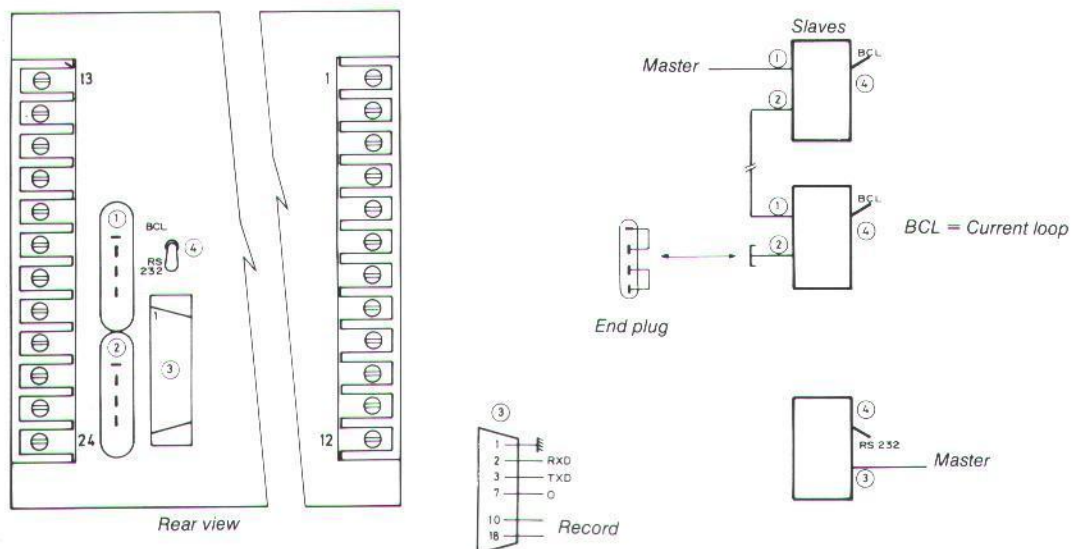 13
1
①
BCL
④
RS
232
1
②
③
24
12
Rear view
Slaves
Master
①
BCL
④
②
①
BCL
④
BCL = Current loop
②
End plug
③
1
2 RXD
3 TXD
7 0
10
18
Record
④
RS 232
Master
③